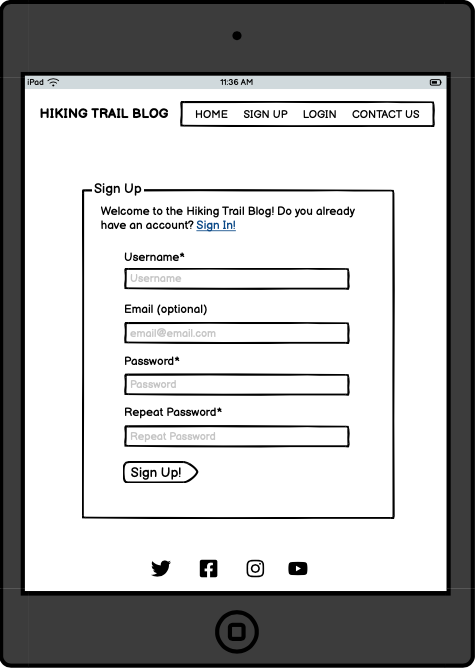 iPad 11:36 AM
HIKING TRAIL BLOG HOME SIGN UP LOGIN CONTACT US
Sign Up
Welcome to the Hiking Trail Blog! Do you already
have an account? Sign In!
Username*
Username
Email (optional)
email@email.com
Password*
Password
Repeat Password*
Repeat Password
Sign Up!